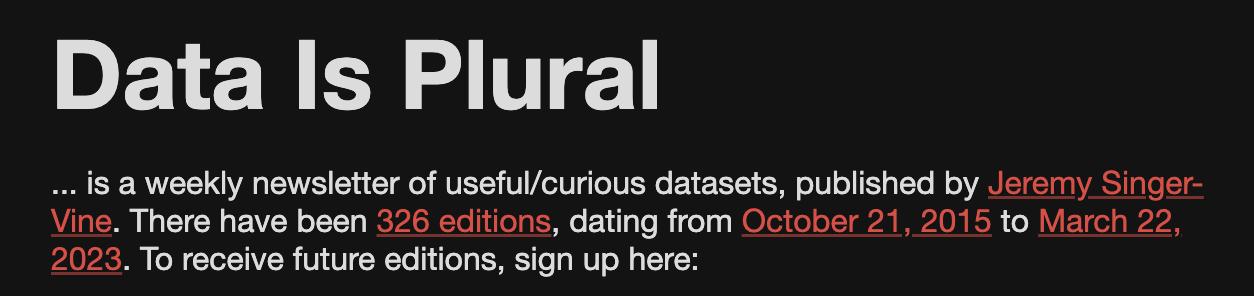 Data Is Plural
... is a weekly newsletter of useful/curious datasets, published by Jeremy Singer-
Vine. There have been 326 editions, dating from October 21, 2015 to March 22,
2023. To receive future editions, sign up here: